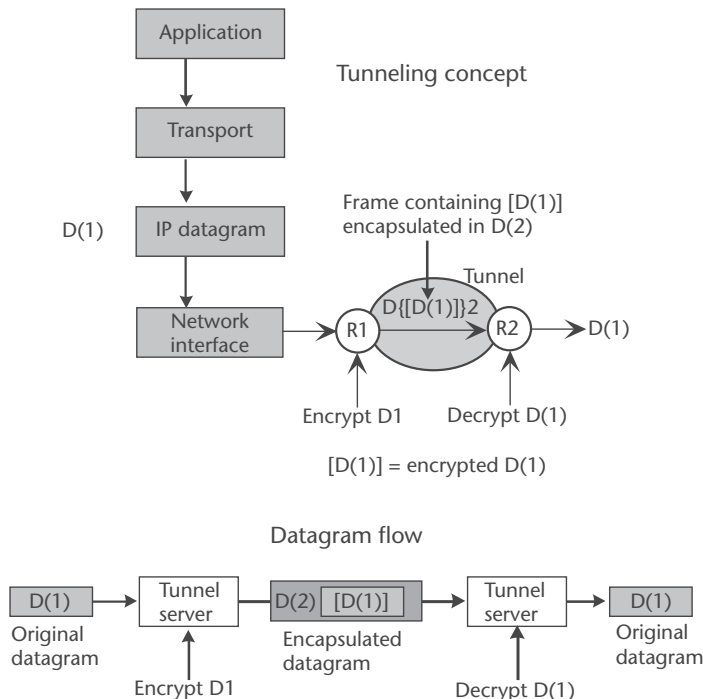 Application
Tunneling concept
Transport
Frame containing [D(1)]
encapsulated in D(2)
D(1)
IP datagram
Tunnel
D{[D(1)]}2
Network
interface
R1
R2
D(1)
Encrypt D1
Decrypt D(1)
[D(1)] = encrypted D(1)
Datagram flow
D(1)
Original
datagram
Tunnel
server
Encrypt D1
D(2) [D(1)]
Encapsulated
datagram
Tunnel
server
Decrypt D(1)
D(1)
Original
datagram